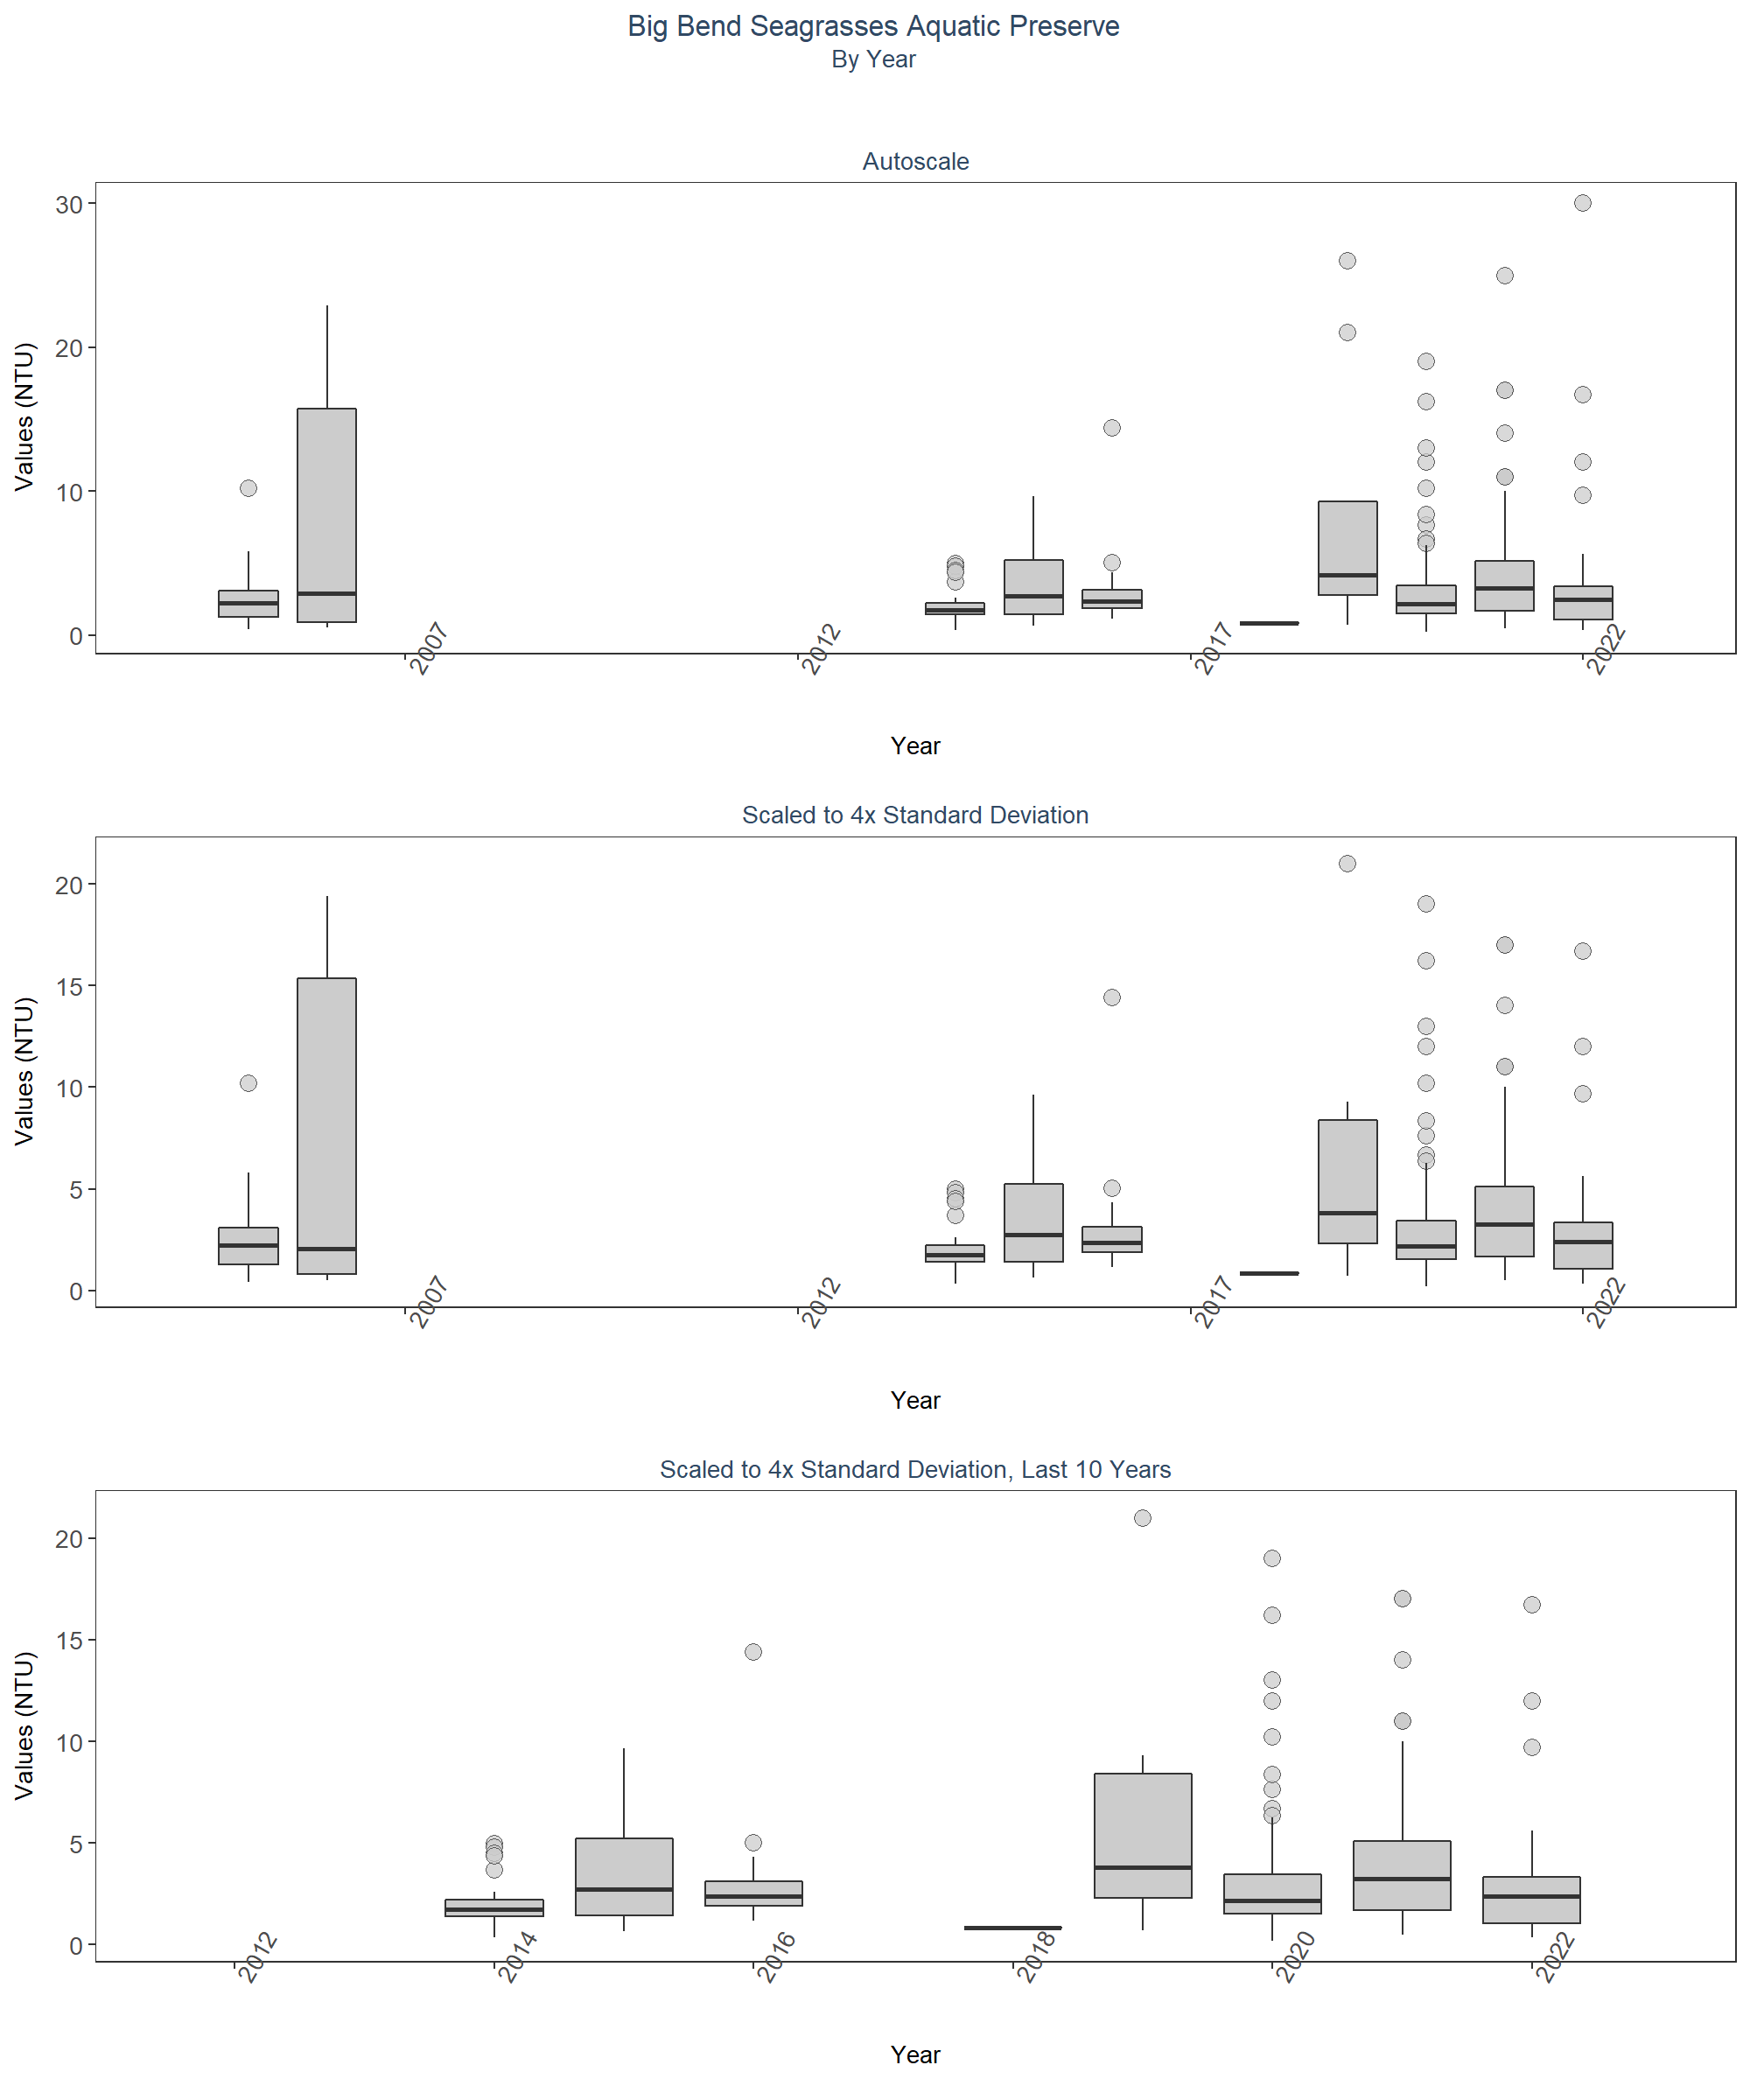 Big Bend Seagrasses Aquatic Preserve
By Year
Autoscale
30
20
10
0
Values (NTU)
2007
2012
2017
2022
Year
Scaled to 4x Standard Deviation
20
15
10
5
0
Values (NTU)
2007
2012
2017
2022
Year
Scaled to 4x Standard Deviation, Last 10 Years
20
15
10
5
0
Values (NTU)
2012
2014
2016
2018
2020
2022
Year